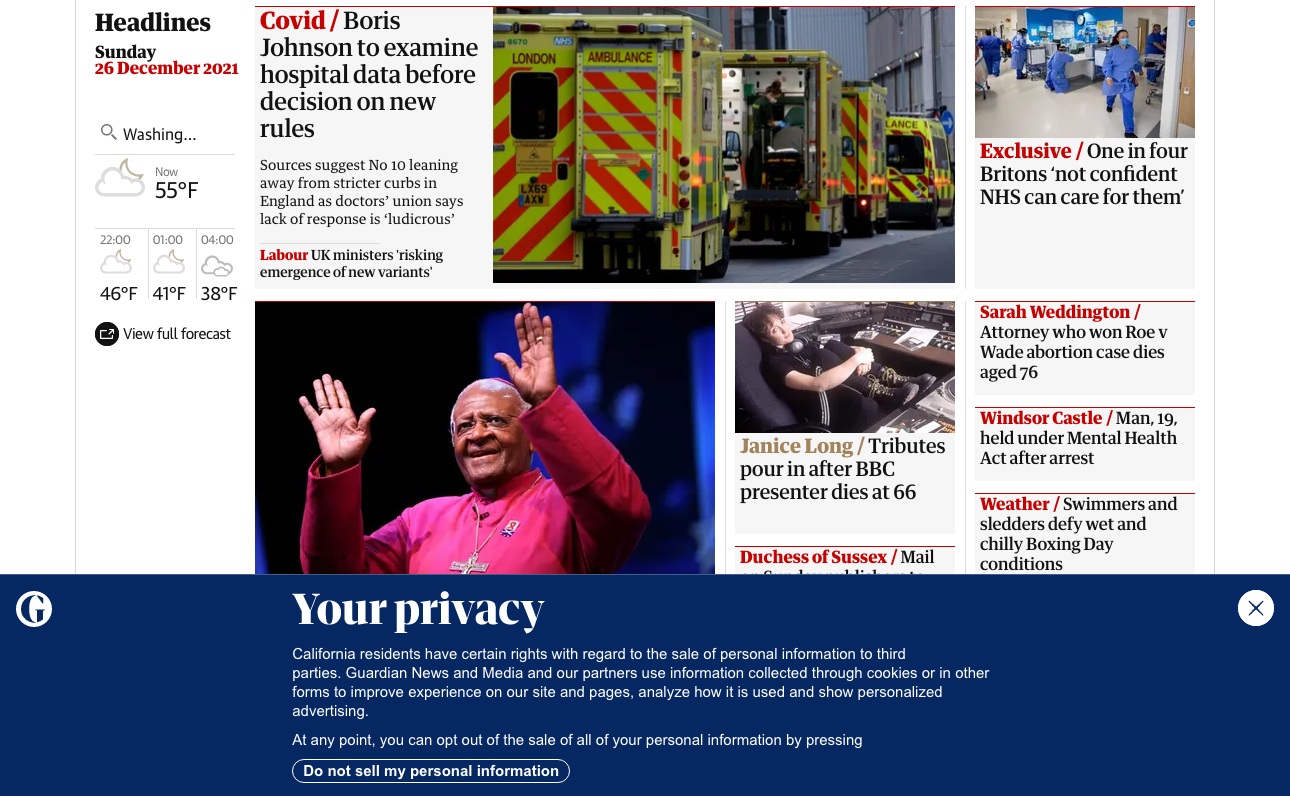 Headlines
Sunday
26 December 2021
Washing...
Now
55°F
22:00
01:00
04:00
46°F
41°F
38°F
View full forecast
Covid / Boris
Johnson to examine
hospital data before
decision on new
rules
Sources suggest No 10 leaning
away from stricter curbs in
England as doctors’ union says
lack of response is ‘ludicrous’
Labour UK ministers 'risking
emergence of new variants'
8670
NHS
LONDON
AMBULANCE
LX69
AXW
LANCE
Exclusive / One in four
Britons ‘not confident
NHS can care for them’
Janice Long / Tributes
pour in after BBC
presenter dies at 66
Duchess of Sussex / Mail
on Sunday publishers to
Sarah Weddington /
Attorney who won Roe v
Wade abortion case dies
aged 76
Windsor Castle / Man, 19,
held under Mental Health
Act after arrest
Weather / Swimmers and
sledders defy wet and
chilly Boxing Day
conditions
Your privacy
California residents have certain rights with regard to the sale of personal information to third
parties. Guardian News and Media and our partners use information collected through cookies or in other
forms to improve experience on our site and pages, analyze how it is used and show personalized
advertising.
At any point, you can opt out of the sale of all of your personal information by pressing
Do not sell my personal information